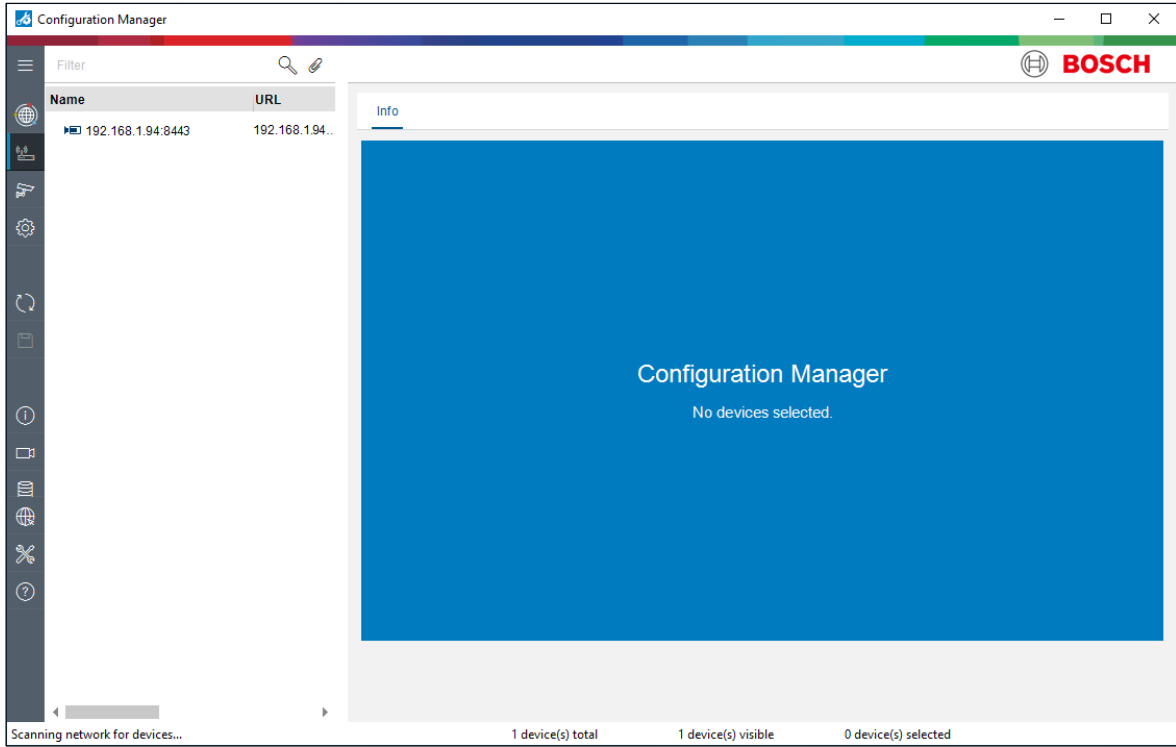 Configuration Manager
Filter
BOSCH
Name URL
Info
192.168.1.94:8443 192.168.1.94..
Configuration Manager
No devices selected.
Scanning network for devices... 1 device(s) total 1 device(s) visible 0 device(s) selected